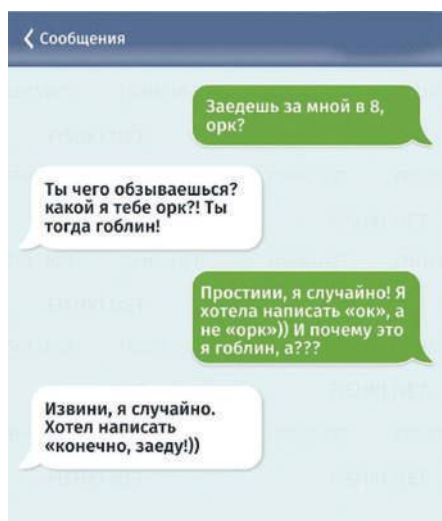 Сообщения
Заедешь за мной в 8,
орк?
Ты чего обзываешься?
какой я тебе орк?! Ты
тогда гоблин!
Простиии, я случайно! Я
хотела написать «ок», а
не «орк»)) И почему это
я гоблин, а???
Извини, я случайно.
Хотел написать
«конечно, заеду!))